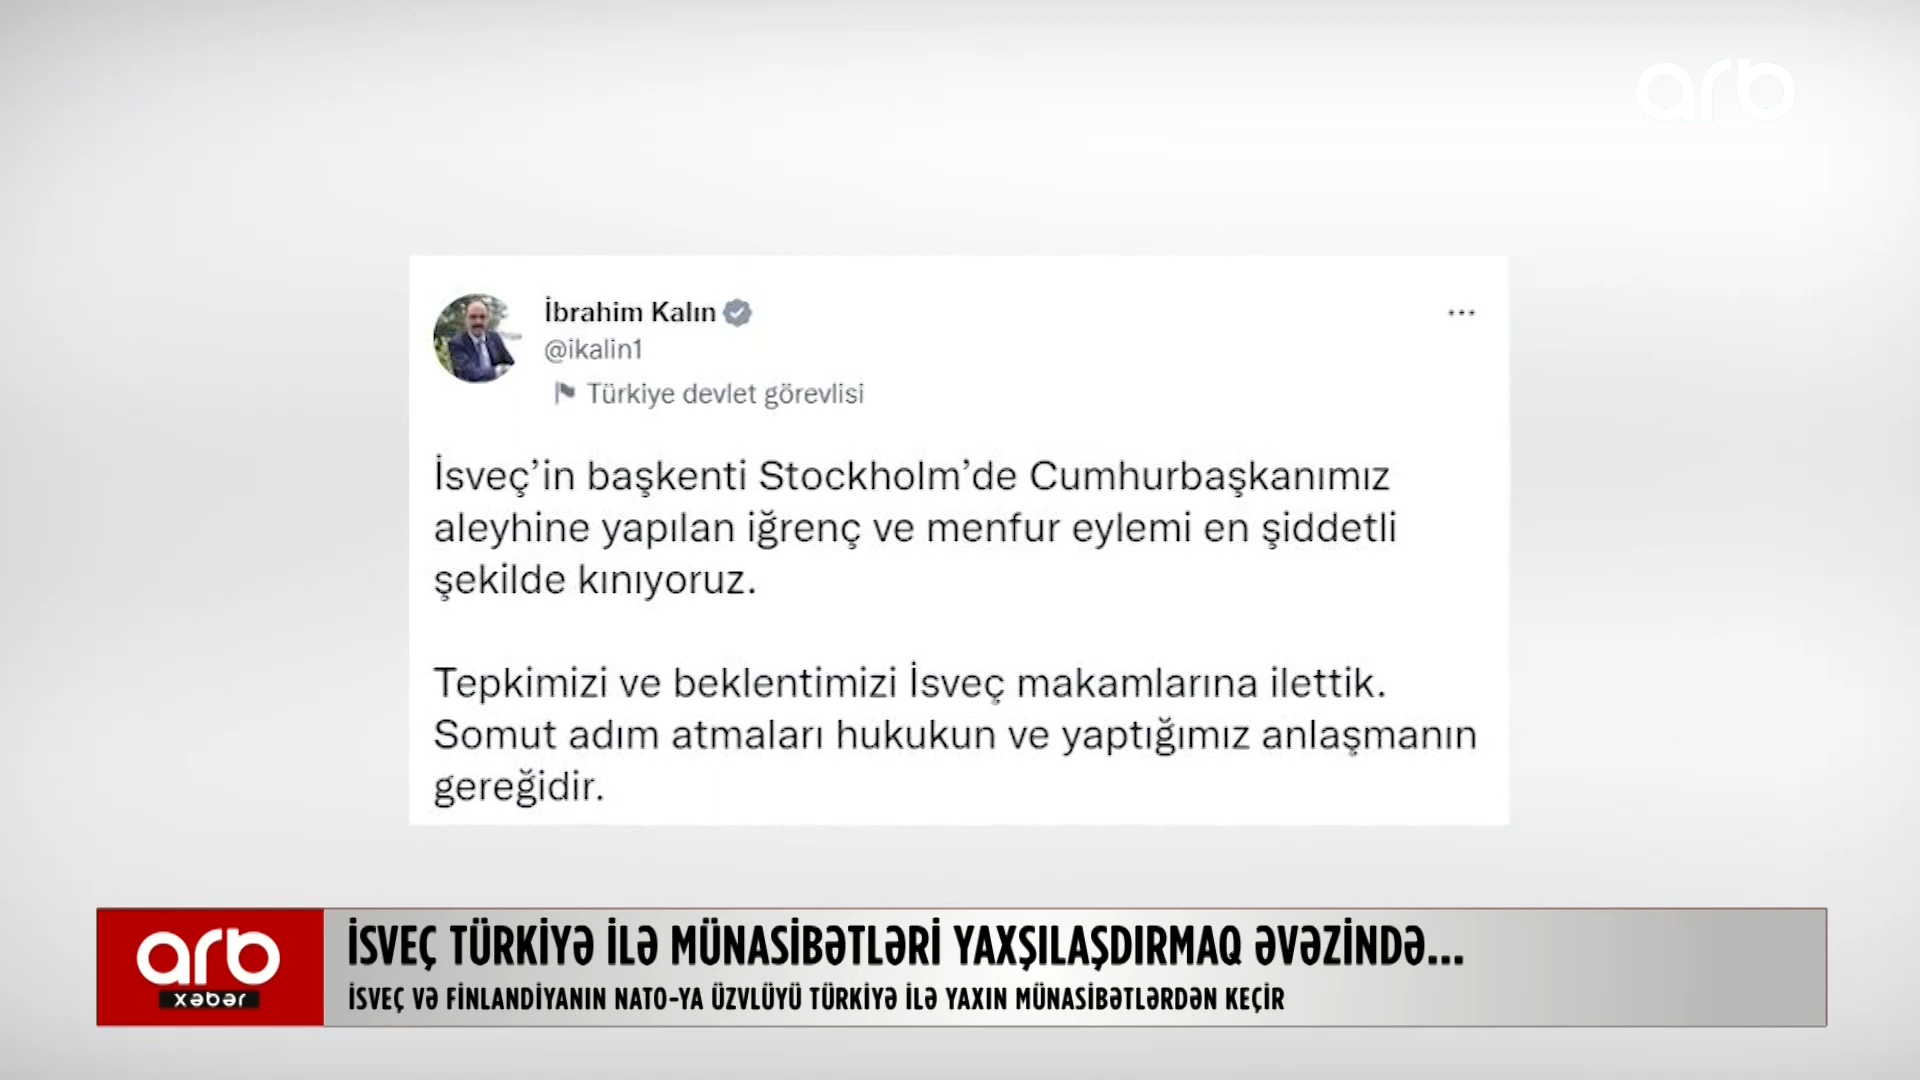 arb
İbrahim Kalın
@ikalin1
Türkiye devlet görevlisi
İsveç’in başkenti Stockholm’de Cumhurbaşkanımız
aleyhine yapılan iğrenç ve menfur eylemi en şiddetli
şekilde kınıyoruz.
Tepkimizi ve beklentimizi İsveç makamlarına ilettik.
Somut adım atmaları hukukun ve yaptığımız anlaşmanın
gereğidir.
arb
xəbər
İSVEÇ TÜRKİYƏ İLƏ MÜNASİBƏTLƏRİ YAXŞILAŞDIRMAQ ƏVƏZİNDƏ...
İSVEÇ VƏ FİNLANDİYANIN NATO-YA ÜZVLÜYÜ TÜRKİYƏ İLƏ YAXIN MÜNASİBƏTLƏRDƏN KEÇİR